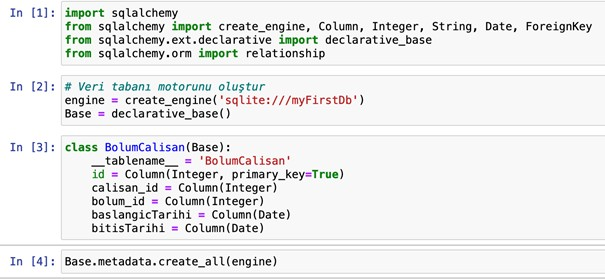 In [1]: import sqlalchemy
from sqlalchemy import create_engine, Column, Integer, String, Date, ForeignKey
from sqlalchemy.ext.declarative import declarative_base
from sqlalchemy.orm import relationship
In [2]: # Veri tabanı motorunu oluştur
engine = create_engine('sqlite:///myFirstDb')
Base = declarative_base()
In [3]: class BolumCalisan(Base):
    __tablename__ = 'BolumCalisan'
    id = Column(Integer, primary_key=True)
    calisan_id = Column(Integer)
    bolum_id = Column(Integer)
    baslangicTarihi = Column(Date)
    bitisTarihi = Column(Date)
In [4]: Base.metadata.create_all(engine)